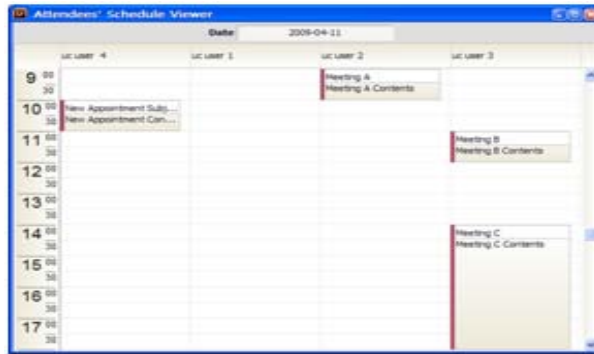 Attendees' Schedule Viewer
Date 2009-04-11
uc user 4 uc user 1 uc user 2 uc user 3
9 00 Meeting A
30 Meeting A Contents
10 00 New Appointment Subj...
30 New Appointment Con...
11 00 Meeting B
30 Meeting B Contents
12 00
30
13 00
30
14 00 Meeting C
30 Meeting C Contents
15 00
30
16 00
30
17 00
30